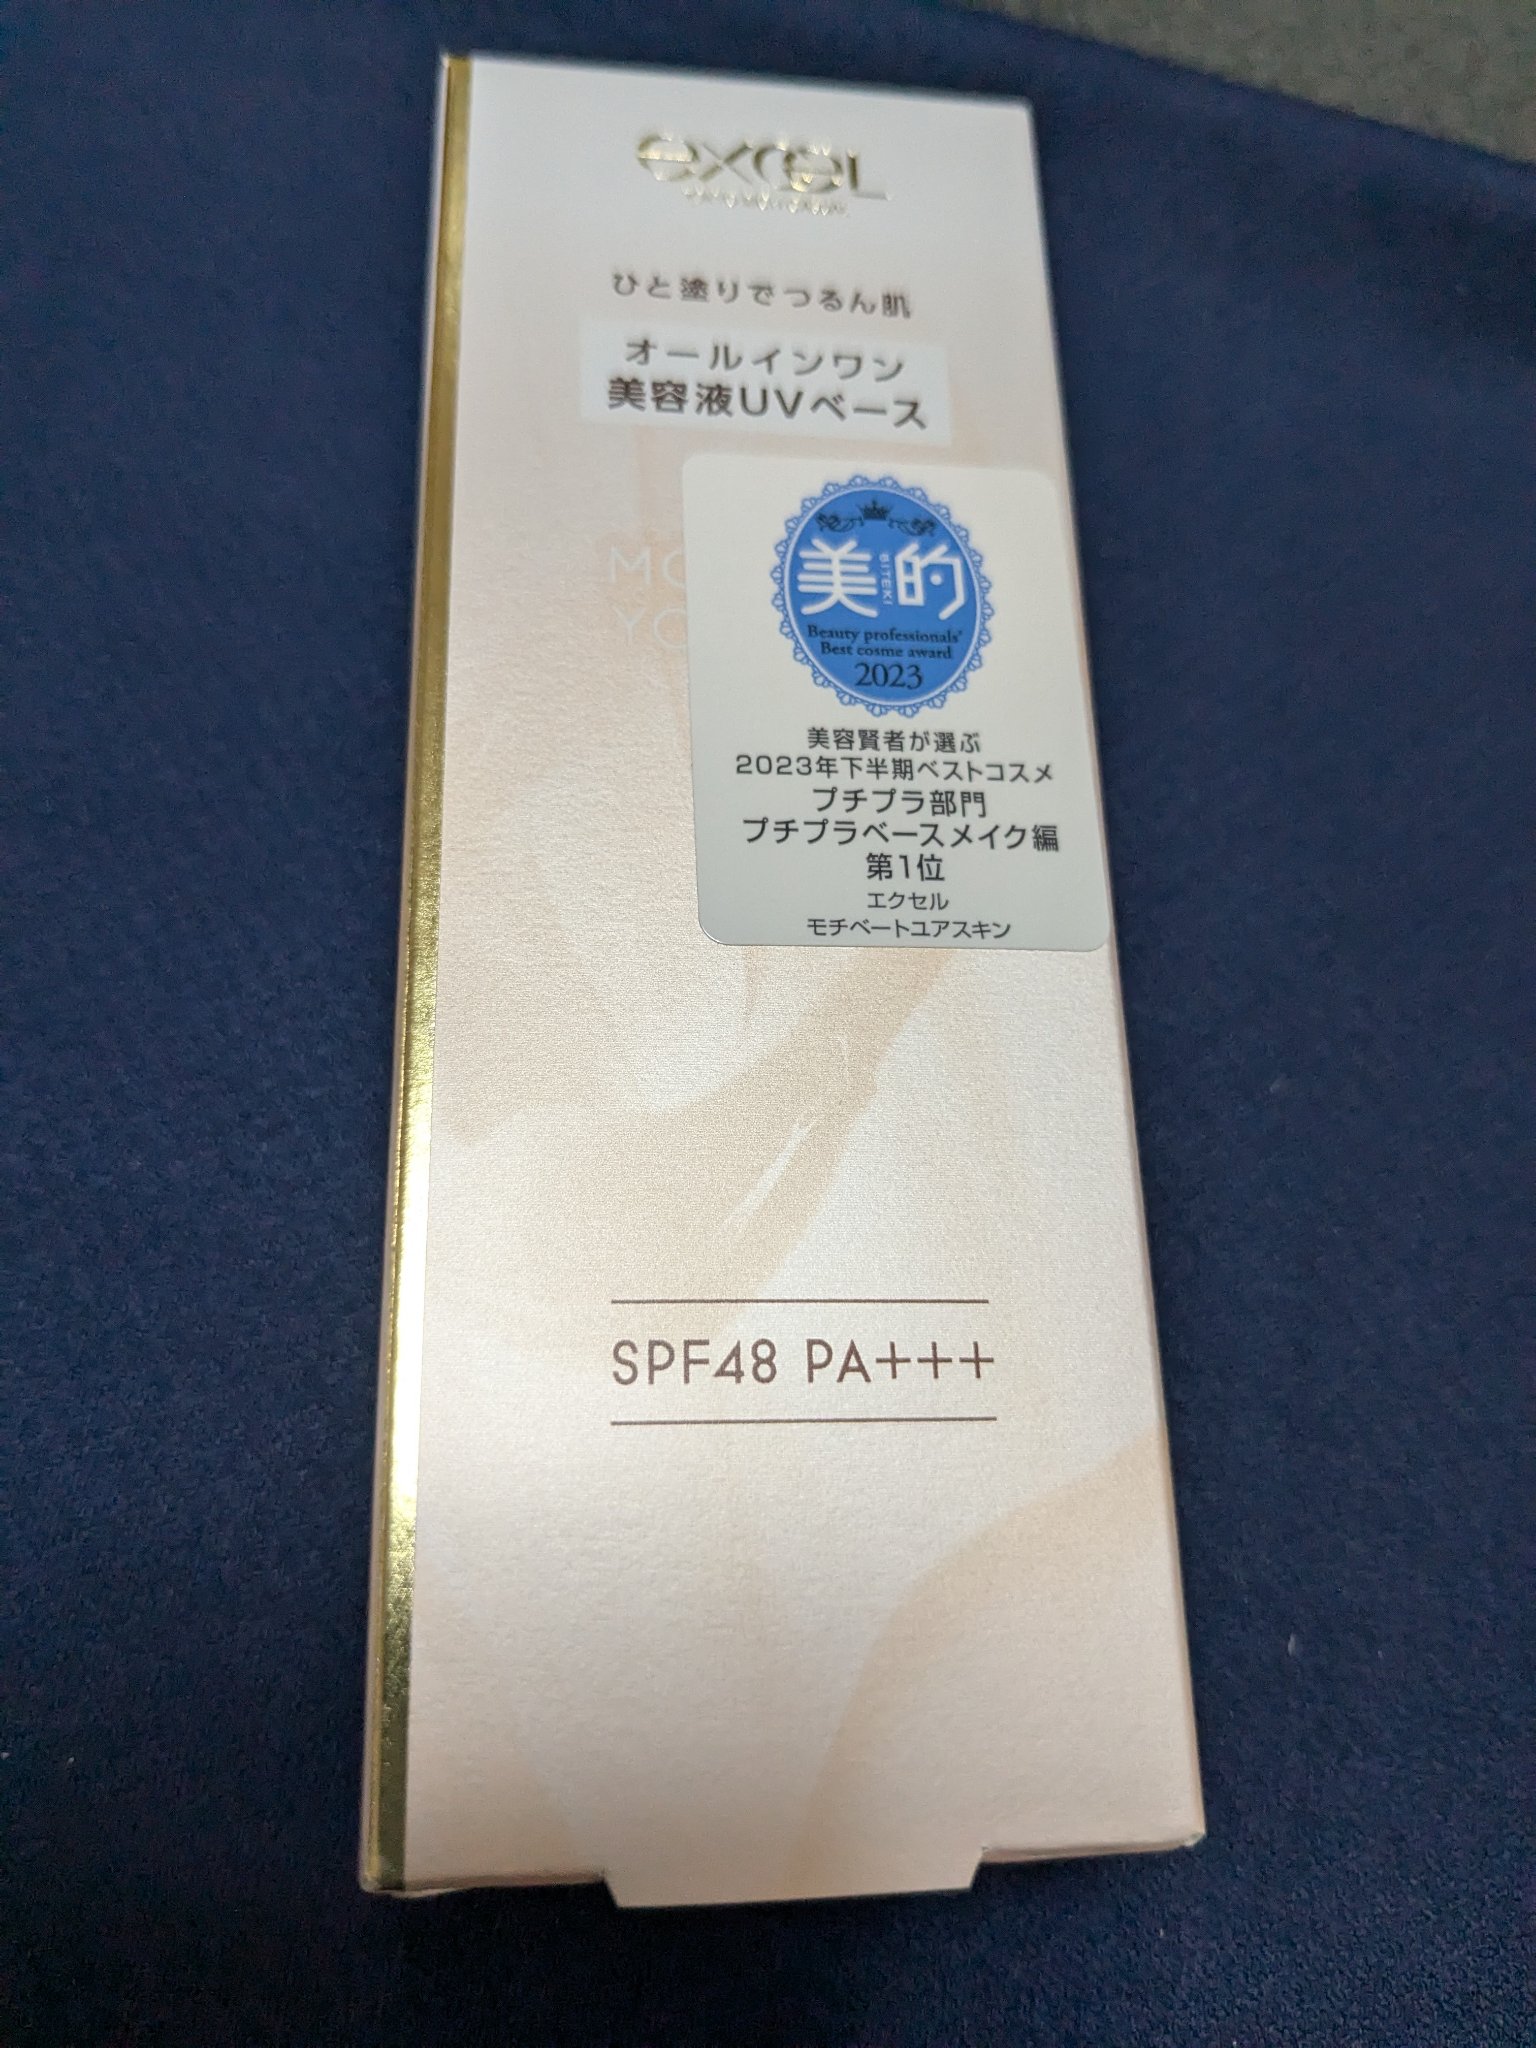 excel
ひと塗りでつるん肌
オールインワン
美容液UVベース
MO
YO
美的
BITEKI
Beauty professionals'
Best cosme award
2023
美容賢者が選ぶ
2023年下半期ベストコスメ
プチプラ部門
プチプラベースメイク編
第1位
エクセル
モチベートユアスキン
SPF48 PA+++